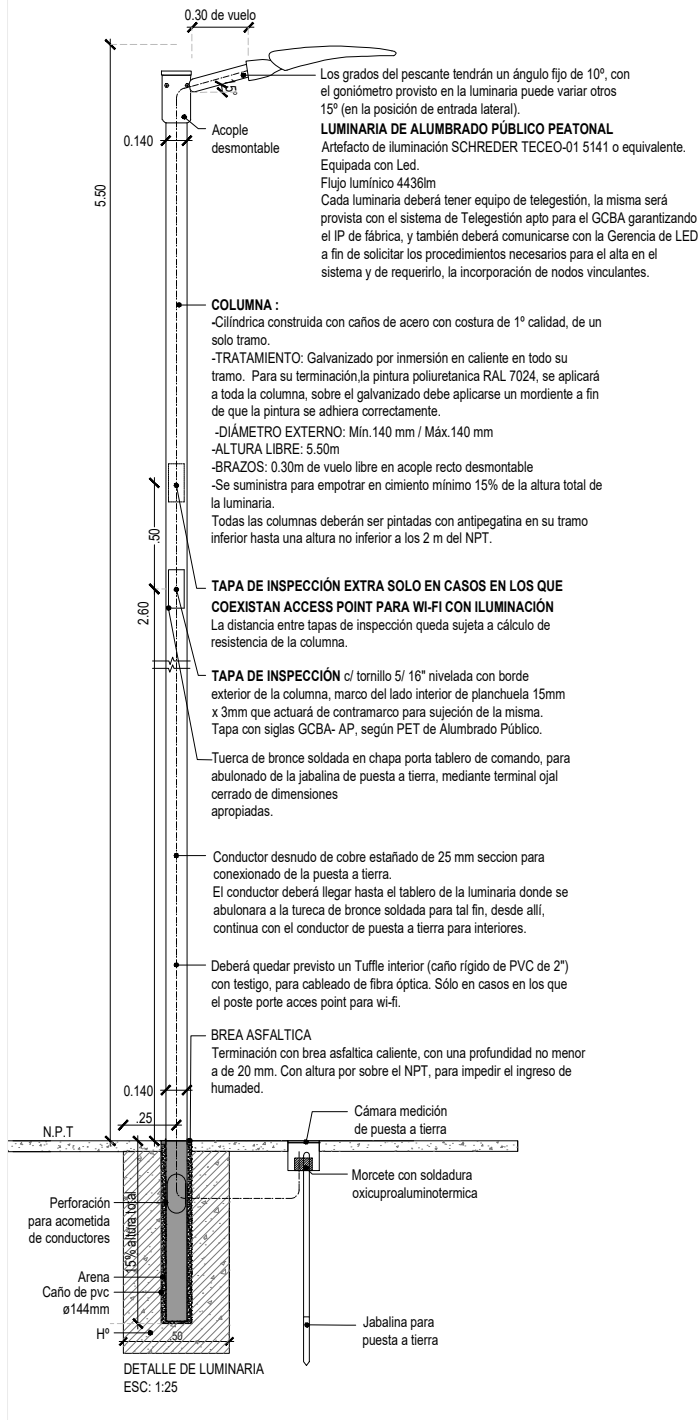 0.30 de vuelo
Los grados del pescante tendrán un ángulo fijo de 10º, con
el goniómetro provisto en la luminaria puede variar otros
15º (en la posición de entrada lateral).
5°
Acople
desmontable
0.140
5.50
LUMINARIA DE ALUMBRADO PÚBLICO PEATONAL
Artefacto de iluminación SCHREDER TECEO-01 5141 o equivalente.
Equipada con Led.
Flujo lumínico 4436lm
Cada luminaria deberá tener equipo de telegestión, la misma será
provista con el sistema de Telegestión apto para el GCBA garantizando
el IP de fábrica, y también deberá comunicarse con la Gerencia de LED
a fin de solicitar los procedimientos necesarios para el alta en el
sistema y de requerirlo, la incorporación de nodos vinculantes.
COLUMNA :
-Cilíndrica construida con caños de acero con costura de 1º calidad, de un
solo tramo.
-TRATAMIENTO: Galvanizado por inmersión en caliente en todo su
tramo. Para su terminación,la pintura poliuretanica RAL 7024, se aplicará
a toda la columna, sobre el galvanizado debe aplicarse un mordiente a fin
de que la pintura se adhiera correctamente.
-DIÁMETRO EXTERNO: Mín.140 mm / Máx.140 mm
-ALTURA LIBRE: 5.50m
-BRAZOS: 0.30m de vuelo libre en acople recto desmontable
-Se suministra para empotrar en cimiento mínimo 15% de la altura total de
la luminaria.
Todas las columnas deberán ser pintadas con antipegatina en su tramo
inferior hasta una altura no inferior a los 2 m del NPT.
.50
2.60
TAPA DE INSPECCIÓN EXTRA SOLO EN CASOS EN LOS QUE
COEXISTAN ACCESS POINT PARA WI-FI CON ILUMINACIÓN
La distancia entre tapas de inspección queda sujeta a cálculo de
resistencia de la columna.
TAPA DE INSPECCIÓN c/ tornillo 5/ 16" nivelada con borde
exterior de la columna, marco del lado interior de planchuela 15mm
x 3mm que actuará de contramarco para sujeción de la misma.
Tapa con siglas GCBA- AP, según PET de Alumbrado Público.
Tuerca de bronce soldada en chapa porta tablero de comando, para
abulonado de la jabalina de puesta a tierra, mediante terminal ojal
cerrado de dimensiones
apropiadas.
Conductor desnudo de cobre estañado de 25 mm seccion para
conexionado de la puesta a tierra.
El conductor deberá llegar hasta el tablero de la luminaria donde se
abulonara a la tureca de bronce soldada para tal fin, desde allí,
continua con el conductor de puesta a tierra para interiores.
Deberá quedar previsto un Tuffle interior (caño rígido de PVC de 2")
con testigo, para cableado de fibra óptica. Sólo en casos en los que
el poste porte acces point para wi-fi.
BREA ASFALTICA
Terminación con brea asfaltica caliente, con una profundidad no menor
a de 20 mm. Con altura por sobre el NPT, para impedir el ingreso de
humaded.
0.140
.25
N.P.T
Cámara medición
de puesta a tierra
Morcete con soldadura
oxicuproaluminotermica
Perforación
para acometida
de conductores
15% altura total
Arena
Caño de pvc
ø144mm
Hº
.50
Jabalina para
puesta a tierra
DETALLE DE LUMINARIA
ESC: 1:25